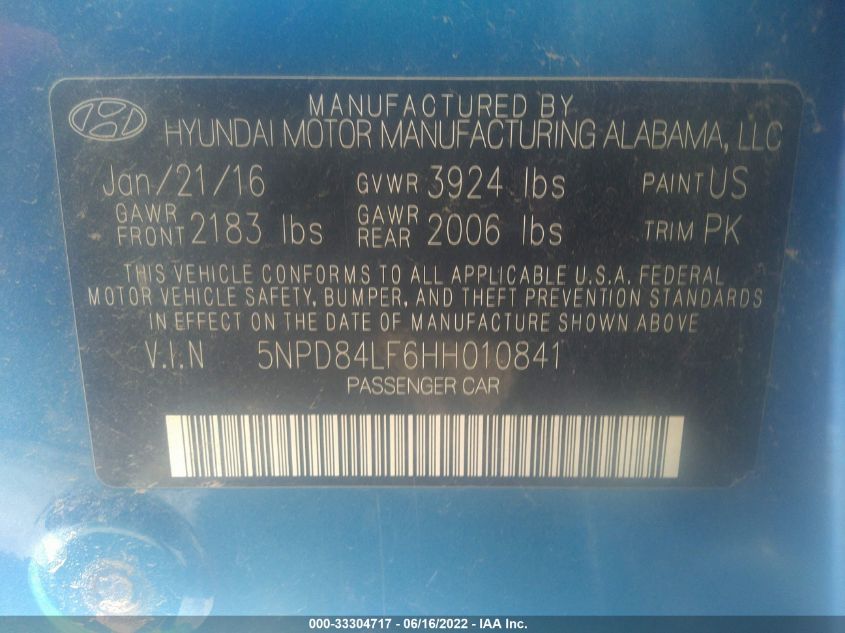 MANUFACTURED BY
HYUNDAI MOTOR MANUFACTURING ALABAMA, LLC
Jan/21/16 GVWR 3924 lbs PAINT US
GAWR FRONT 2183 lbs GAWR REAR 2006 lbs TRIM PK
THIS VEHICLE CONFORMS TO ALL APPLICABLE U.S.A. FEDERAL
MOTOR VEHICLE SAFETY, BUMPER, AND THEFT PREVENTION STANDARDS
IN EFFECT ON THE DATE OF MANUFACTURE SHOWN ABOVE
V.I.N 5NPD84LF6HH010841
PASSENGER CAR
000-33304717 - 06/16/2022 - IAA Inc.